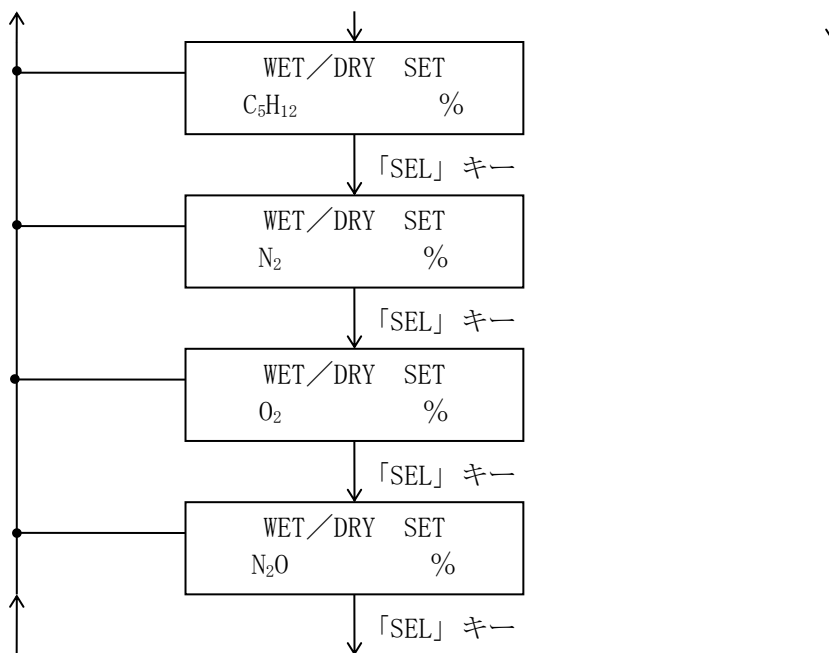 WET／DRY SET
C₅H₁₂ %
「SEL」キー
WET／DRY SET
N₂ %
「SEL」キー
WET／DRY SET
O₂ %
「SEL」キー
WET／DRY SET
N₂O %
「SEL」キー